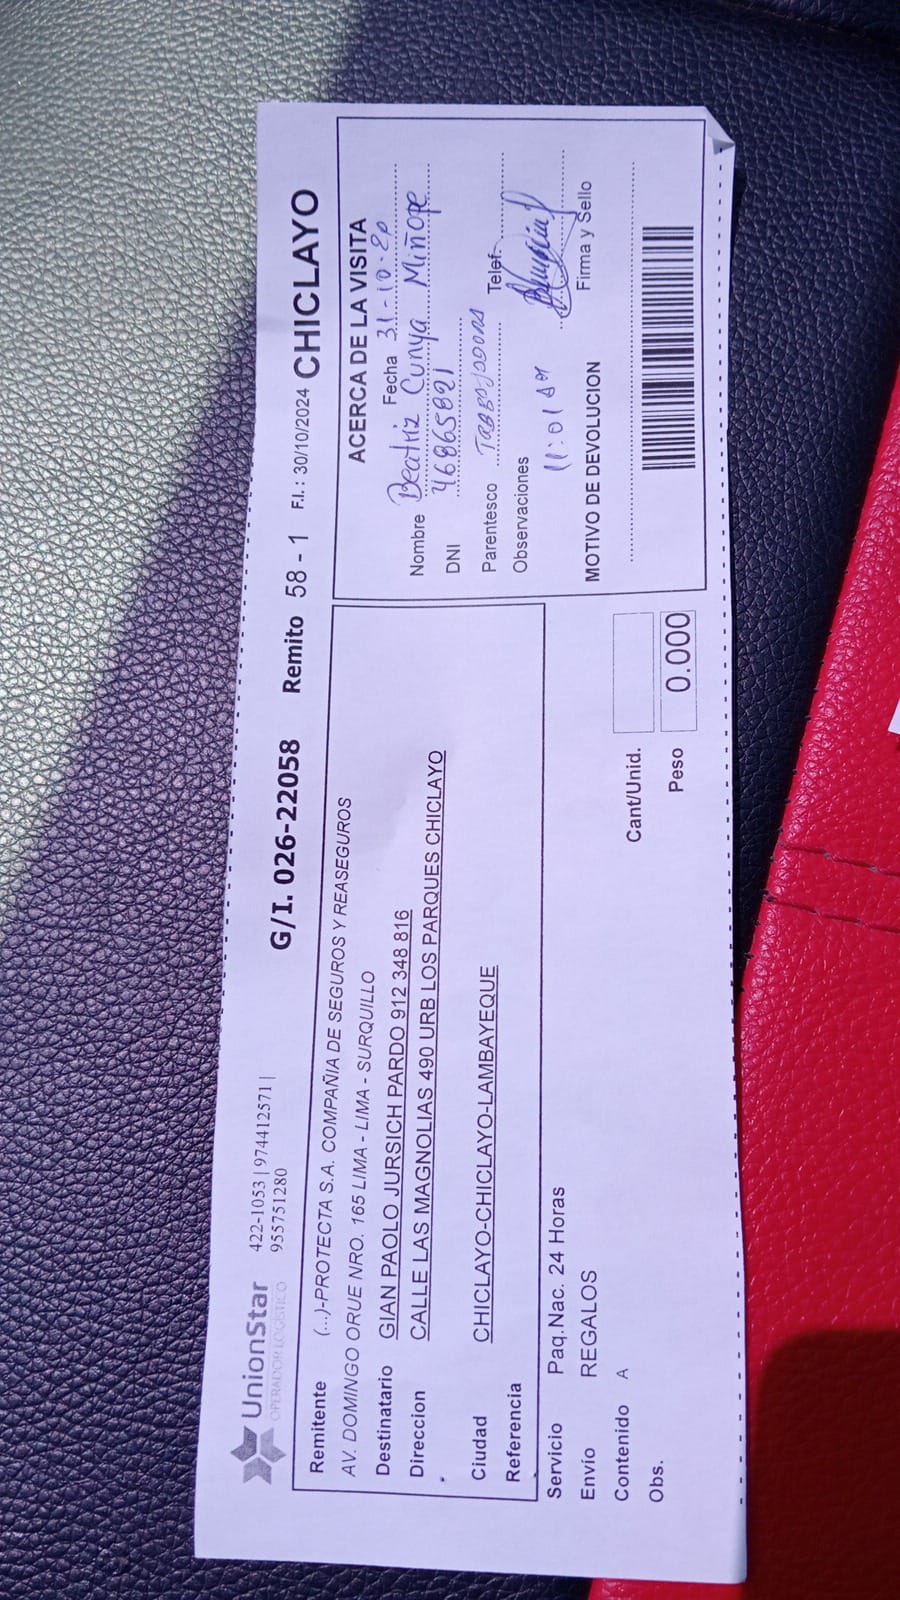 UnionStar
OPERADOR LOGÍSTICO
422-1053 | 974412571 |
955751280
G/I. 026-22058 Remito 58 - 1 F.I.: 30/10/2024 CHICLAYO
Remitente (...)-PROTECTA S.A. COMPAÑIA DE SEGUROS Y REASEGUROS
AV. DOMINGO ORUE NRO. 165 LIMA - LIMA - SURQUILLO
Destinatario GIAN PAOLO JURSICH PARDO 912 348 816
Direccion CALLE LAS MAGNOLIAS 490 URB LOS PARQUES CHICLAYO
Ciudad CHICLAYO-CHICLAYO-LAMBAYEQUE
Referencia
Servicio Paq.Nac. 24 Horas
Envío REGALOS
Contenido A
Obs.
Cant/Unid.
Peso 0.000
ACERCA DE LA VISITA
Fecha 31-10-20
Nombre Beatriz Cunya Miñope
DNI 46865821
Parentesco Telef.
Observaciones
11:01
Firma y Sello
MOTIVO DE DEVOLUCION